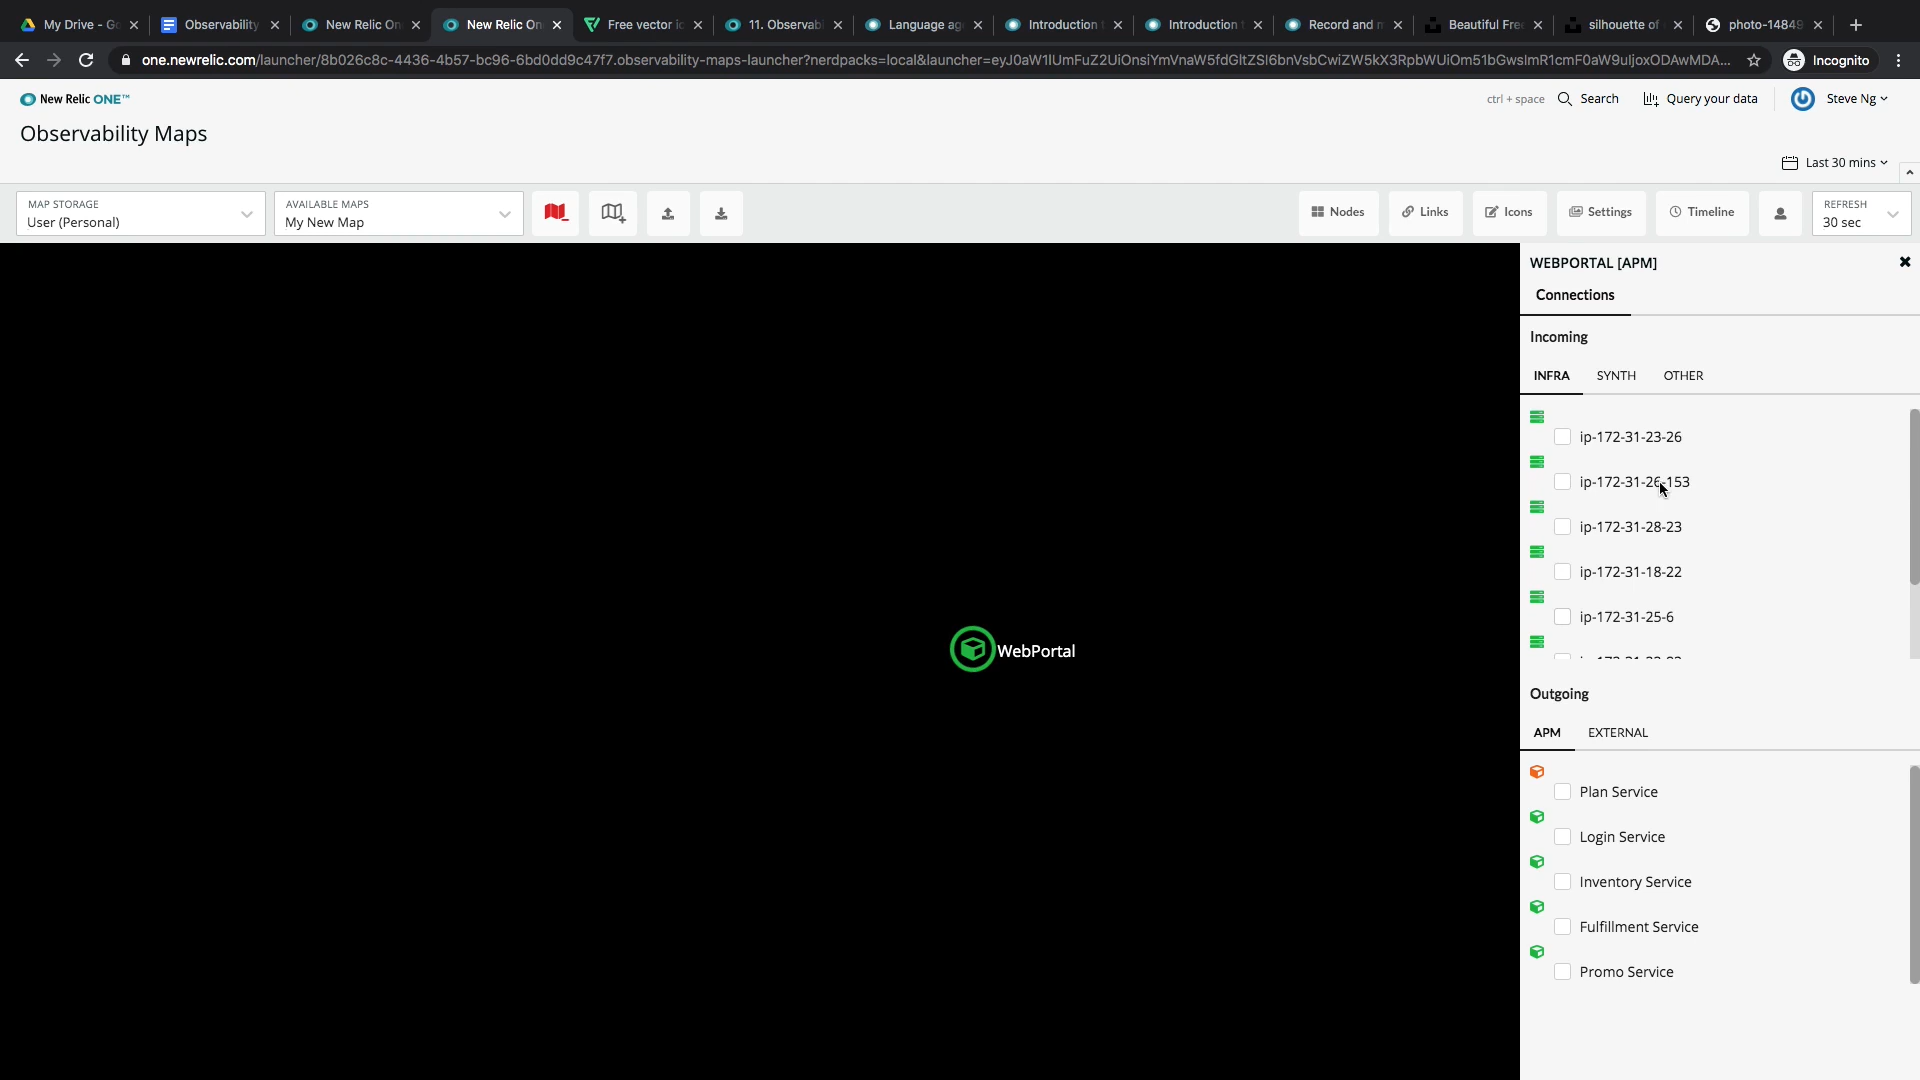 My Drive - Go
Observability
New Relic On
New Relic On
Free vector ic
11. Observabi
Language ag
Introduction t
Introduction t
Record and m
Beautiful Free
silhouette of
photo-14849
one.newrelic.com/launcher/8b026c8c-4436-4b57-bc96-6bd0dd9c47f7.observability-maps-launcher?nerdpacks=local&launcher=
Incognito
New Relic ONE™
ctrl + space
Search
Query your data
Steve Ng
Observability Maps
Last 30 mins
MAP STORAGE
User (Personal)
AVAILABLE MAPS
My New Map
Nodes
Links
Icons
Settings
Timeline
REFRESH
30 sec
WEBPORTAL [APM]
Connections
Incoming
INFRA SYNTH OTHER
ip-172-31-23-26
ip-172-31-26-153
ip-172-31-28-23
ip-172-31-18-22
ip-172-31-25-6
WebPortal
Outgoing
APM EXTERNAL
Plan Service
Login Service
Inventory Service
Fulfillment Service
Promo Service